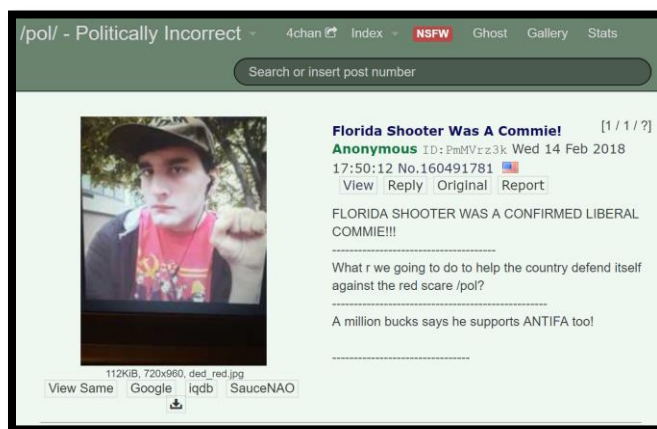 /pol/ - Politically Incorrect 4chan Index NSFW Ghost Gallery Stats
Search or insert post number
Florida Shooter Was A Commie! [1 / 1 / ?]
Anonymous ID:PmMVrz3k Wed 14 Feb 2018
17:50:12 No.160491781
View Reply Original Report
FLORIDA SHOOTER WAS A CONFIRMED LIBERAL
COMMIE!!!
--------------------------------------
What r we going to do to help the country defend itself
against the red scare /pol?
--------------------------------------------------
A million bucks says he supports ANTIFA too!
--------------------------------
112KiB, 720x960, ded_red.jpg
View Same Google iqdb SauceNAO